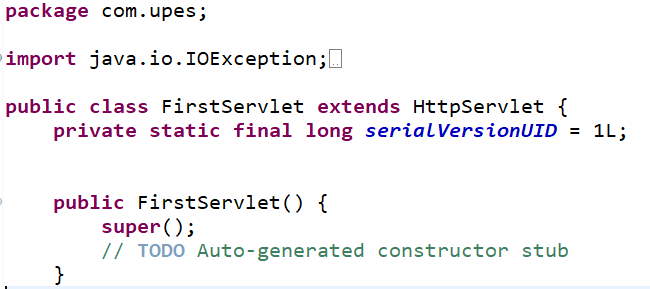 package com.upes;
import java.io.IOException;
public class FirstServlet extends HttpServlet {
private static final long serialVersionUID = 1L;
public FirstServlet() {
super();
// TODO Auto-generated constructor stub
}